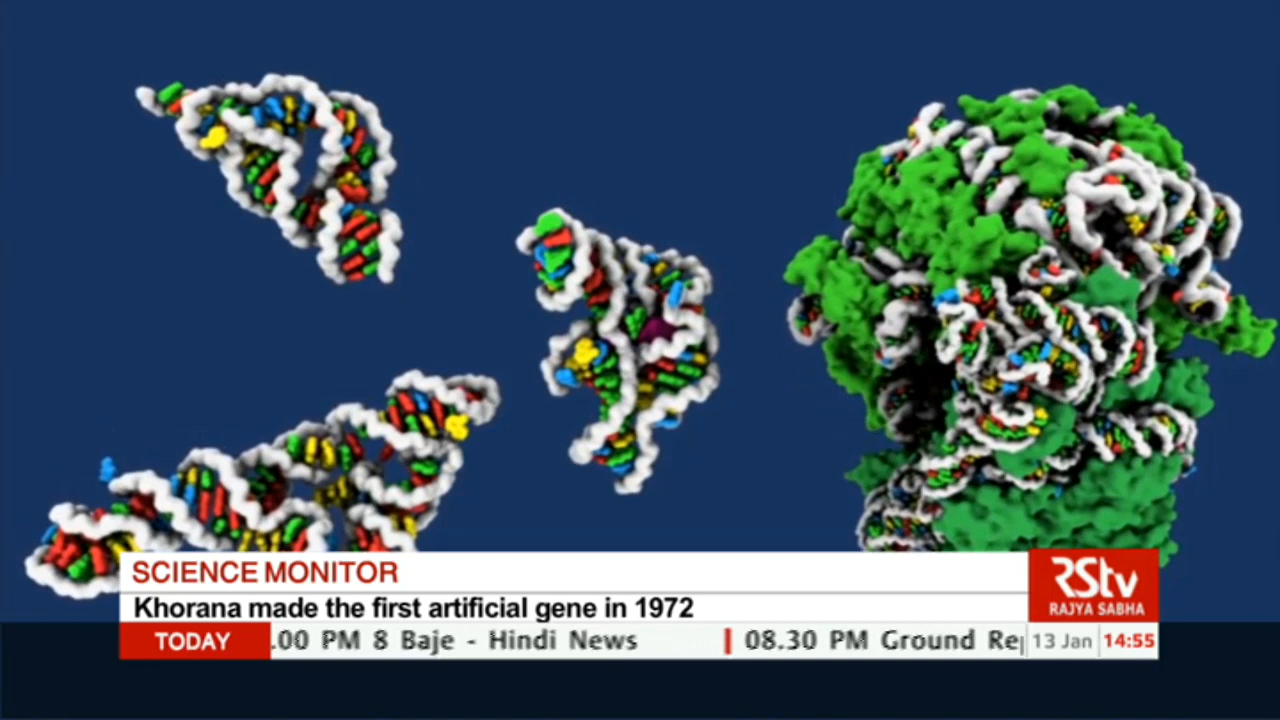 SCIENCE MONITOR
Khorana made the first artificial gene in 1972
RSTV
RAJYA SABHA
TODAY
.00 PM 8 Baje - Hindi News
08.30 PM Ground Re
13 Jan
14:55